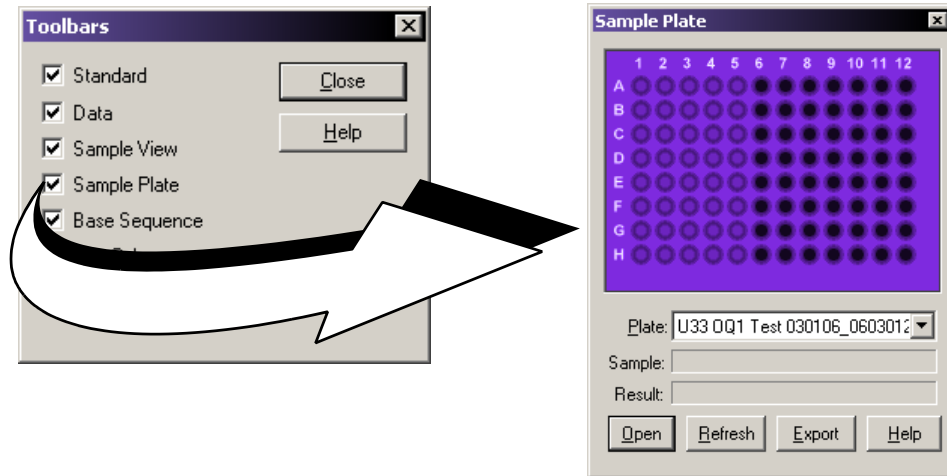 Toolbars
Standard
Close
Data
Help
Sample View
Sample Plate
Base Sequence
Sample Plate
1 2 3 4 5 6 7 8 9 10 11 12
A
B
C
D
E
F
G
H
Plate: U33 OQ1 Test 030106_0603012
Sample:
Result:
Open Refresh Export Help